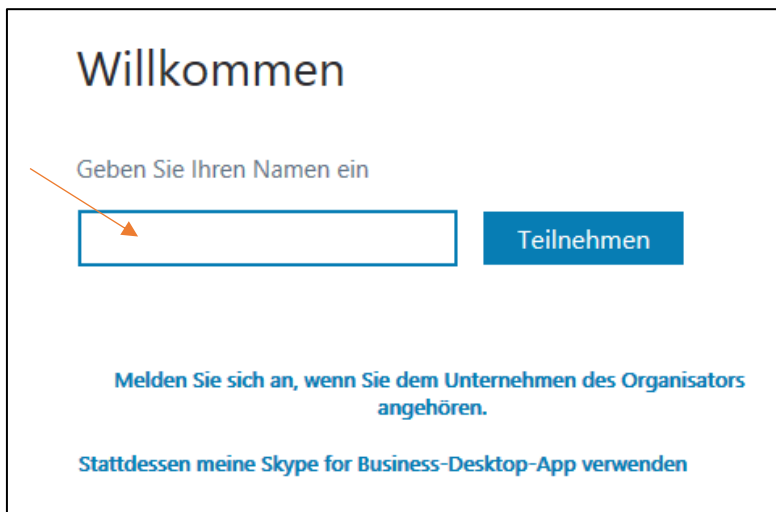 Willkommen
Geben Sie Ihren Namen ein
Teilnehmen
Melden Sie sich an, wenn Sie dem Unternehmen des Organisators
angehören.
Stattdessen meine Skype for Business-Desktop-App verwenden